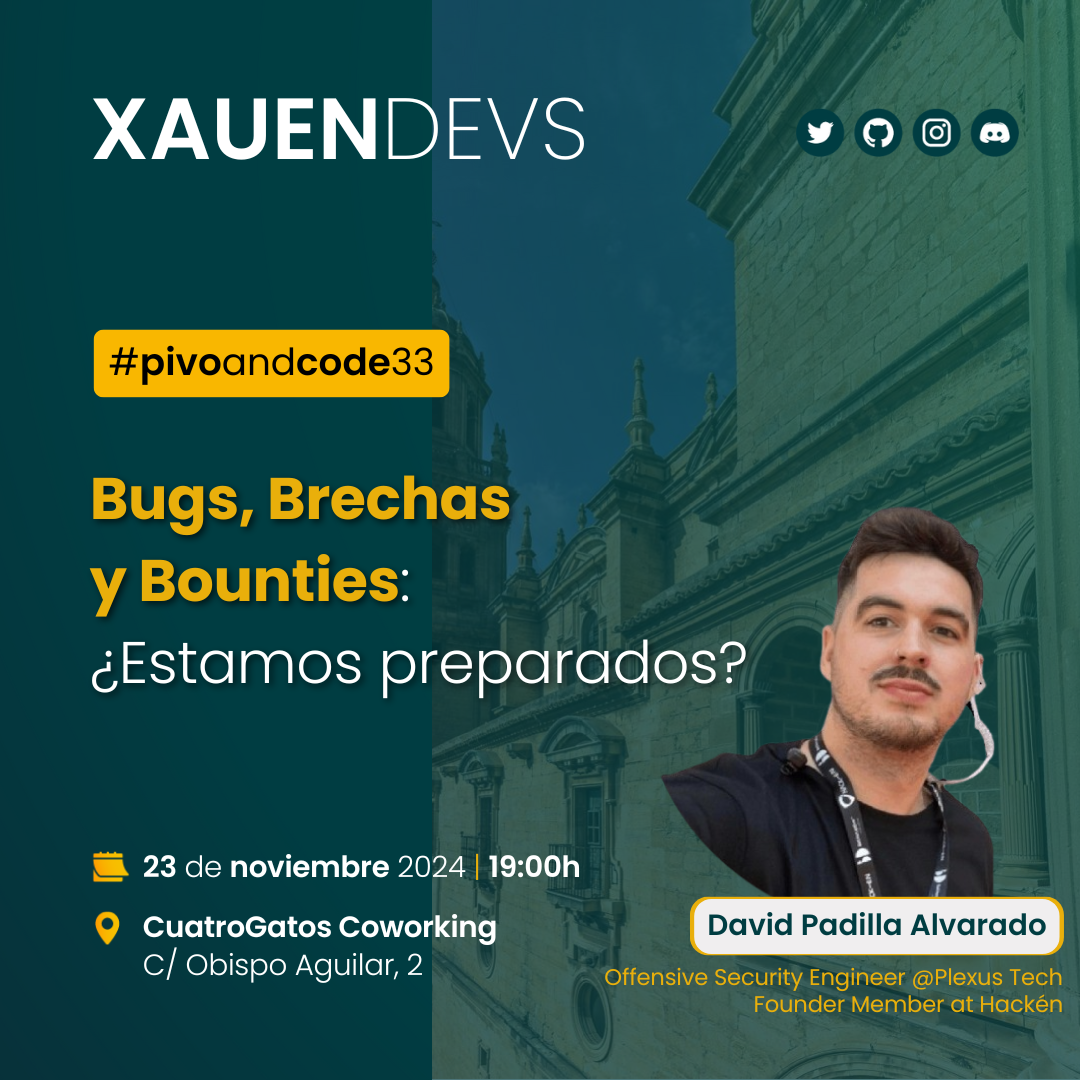 XAUENDEVS
#pivoandcode33
Bugs, Brechas
y Bounties:
¿Estamos preparados?
23 de noviembre 2024 | 19:00h
CuatroGatos Coworking
C/ Obispo Aguilar, 2
David Padilla Alvarado
Offensive Security Engineer @Plexus Tech
Founder Member at Hackén